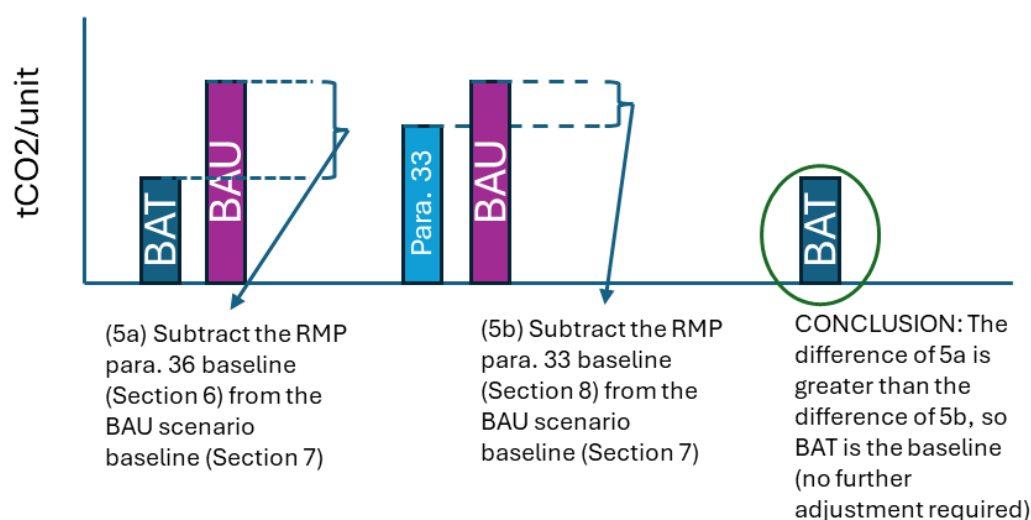 tCO2/unit
BAT
BAU
Para. 33
BAU
BAT
(5a) Subtract the RMP
para. 36 baseline
(Section 6) from the
BAU scenario
baseline (Section 7)
(5b) Subtract the RMP
para. 33 baseline
(Section 8) from the
BAU scenario
baseline (Section 7)
CONCLUSION: The
difference of 5a is
greater than the
difference of 5b, so
BAT is the baseline
(no further
adjustment required)